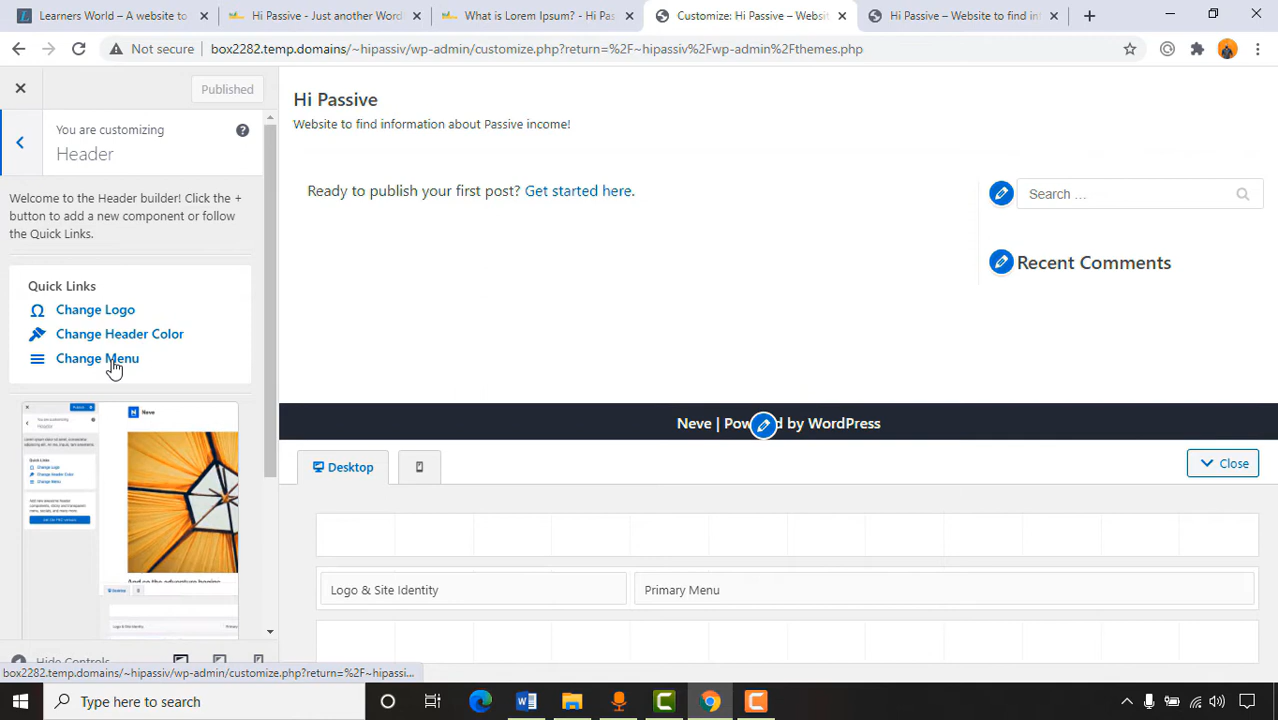 Learners World – A website to
Hi Passive - Just another Word
What is Lorem Ipsum? - Hi Pas
Customize: Hi Passive – Websit
Hi Passive – Website to find in
Not secure
box2282.temp.domains/~hipassiv/wp-admin/customize.php?return=%2F~hipassiv%2Fwp-admin%2Fthemes.php
Published
You are customizing
Header
Welcome to the Header builder! Click the +
button to add a new component or follow
the Quick Links.
Quick Links
Change Logo
Change Header Color
Change Menu
Neve
Hide Controls
Hi Passive
Website to find information about Passive income!
Ready to publish your first post? Get started here.
Search …
Recent Comments
Neve | Powered by WordPress
Desktop
Close
Logo & Site Identity
Primary Menu
box2282.temp.domains/~hipassiv/wp-admin/customize.php?return=%2F~hipassi...
Type here to search